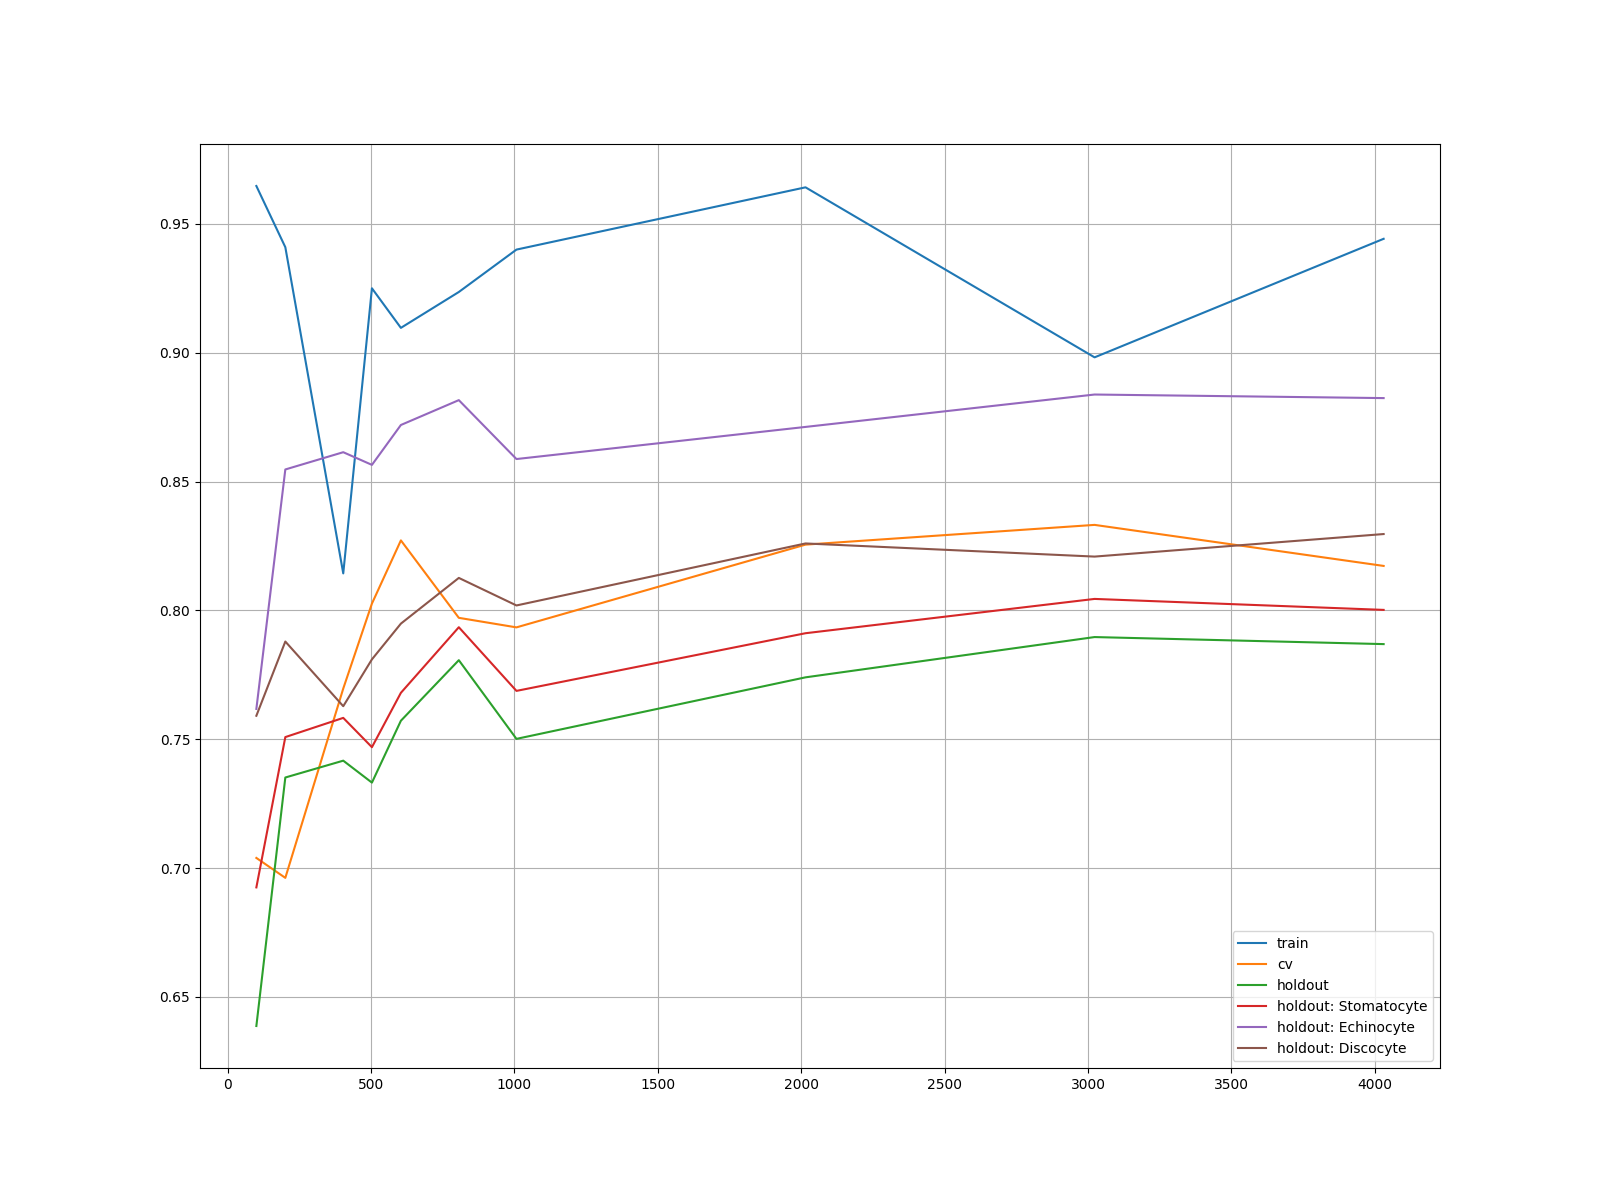 0.95
0.90
0.85
0.80
0.75
0.70
0.65
0 500 1000 1500 2000 2500 3000 3500 4000
train
cv
holdout
holdout: Stomatocyte
holdout: Echinocyte
holdout: Discocyte